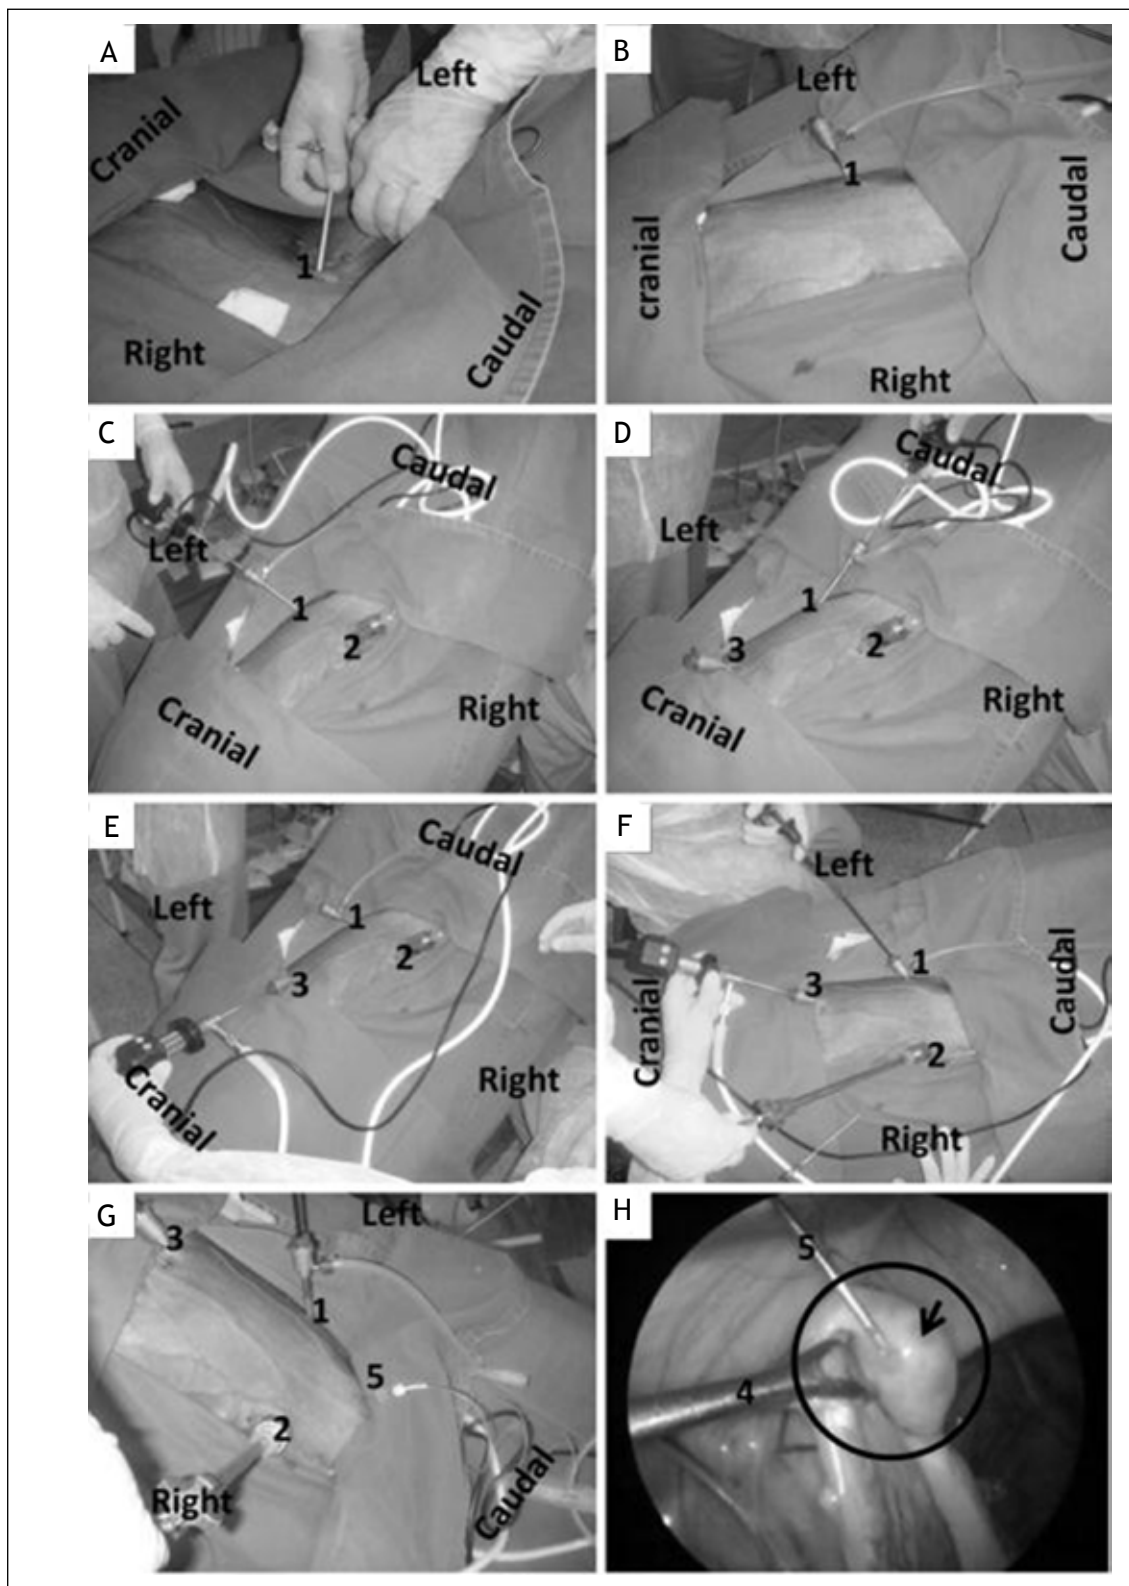 A
Left
Cranial
1
Right
Caudal
B
Left
1
cranial
Caudal
Right
C
Caudal
Left
1
2
Right
Cranial
D
Caudal
Left
1
2
3
Cranial
Right
E
Caudal
Left
1
2
3
Right
Cranial
F
Left
1
3
Cranial
Caudal
2
Right
G
Left
3
1
5
2
Right
Caudal
H
5
4